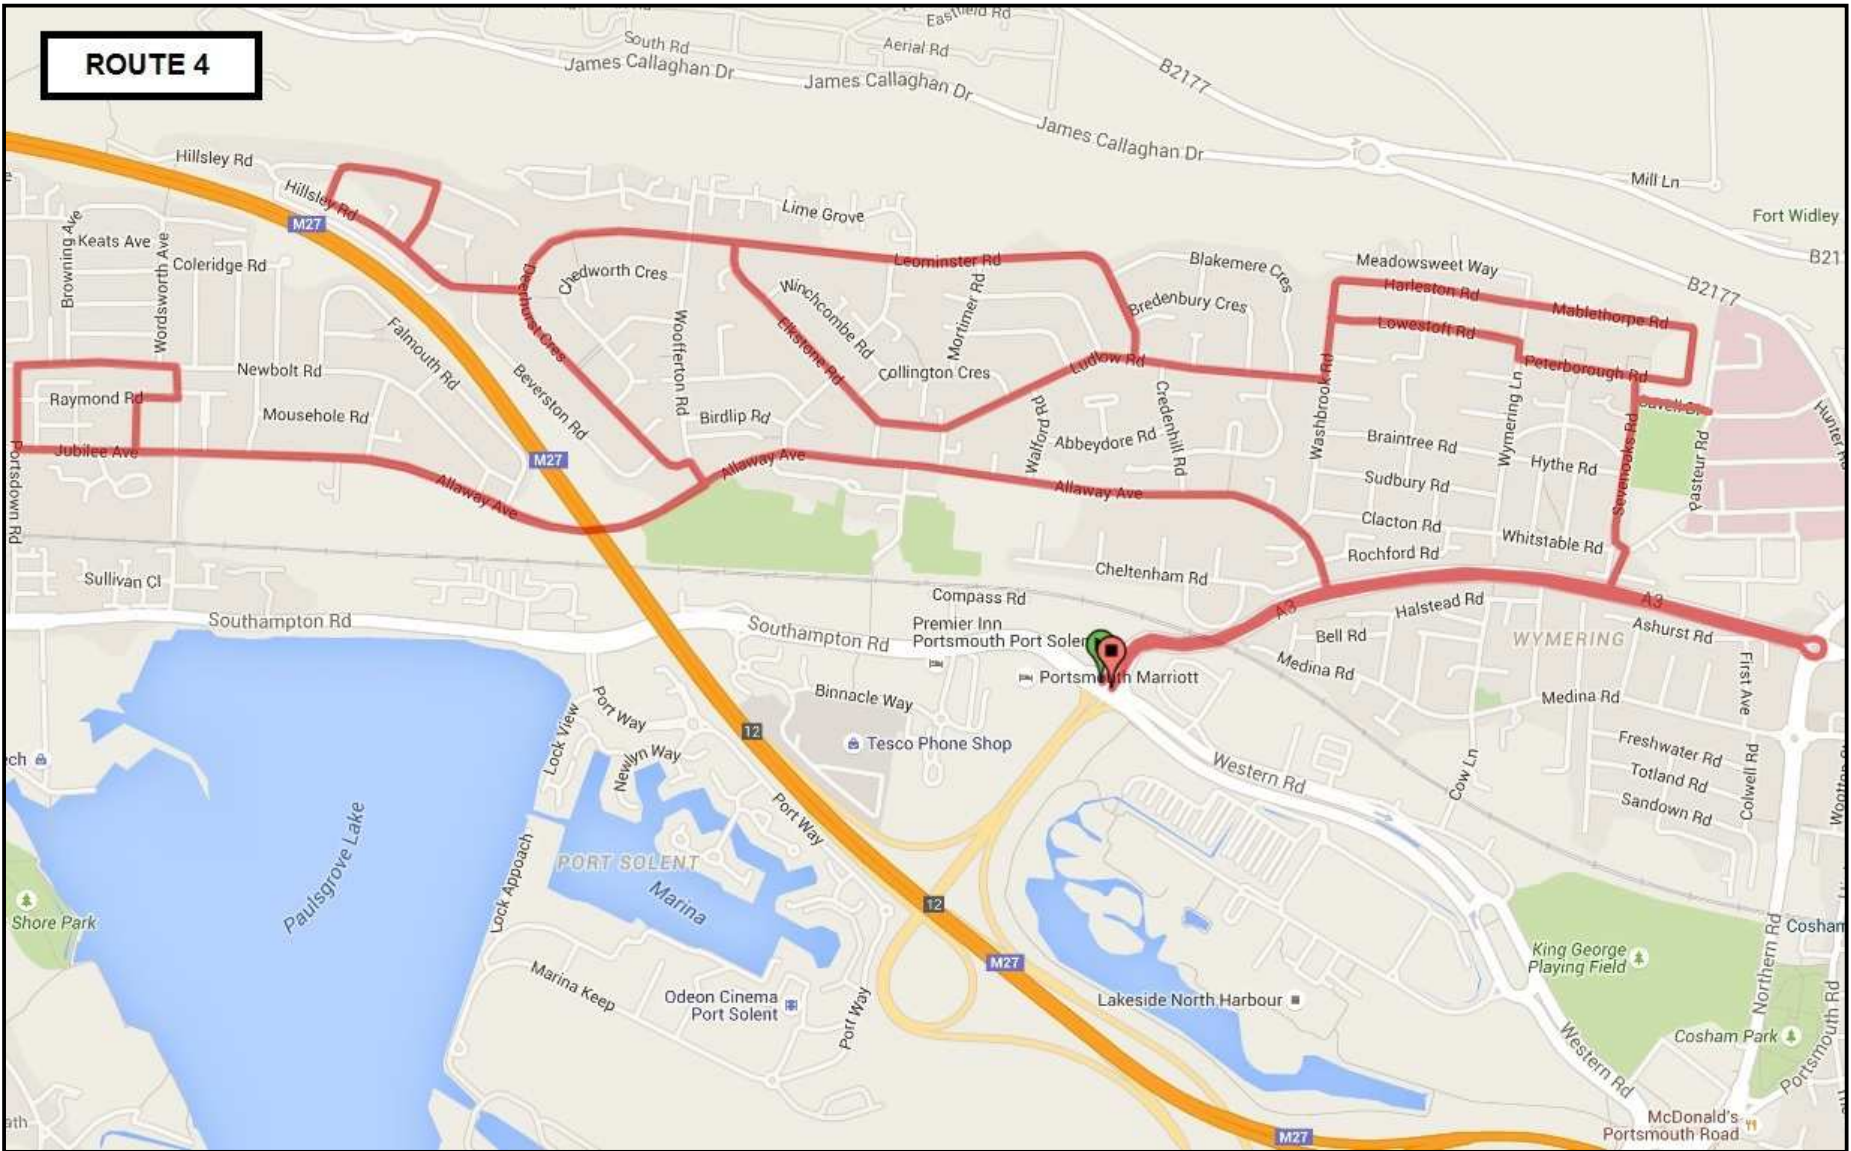 ROUTE 4
Eastfield Rd
South Rd
Aerial Rd
James Callaghan Dr
James Callaghan Dr
James Callaghan Dr
B2177
Mill Ln
Fort Widley
B21
B2177
Hillsley Rd
Hillsley Rd
M27
Lime Grove
Browning Ave
Keats Ave
Wordsworth Ave
Coleridge Rd
Deerhurst Cres
Chedworth Cres
Leominster Rd
Blakemere Cres
Meadowsweet Way
Harleston Rd
Mablethorpe Rd
Winchcombe Rd
Mortimer Rd
Bredenbury Cres
Lowestoft Rd
Falmouth Rd
Woofferton Rd
Elkstone Rd
Collington Cres
Ludlow Rd
Washbrook Rd
Wymering Ln
Peterborough Rd
Newbolt Rd
Raymond Rd
Mousehole Rd
Beverston Rd
Birdlip Rd
Walford Rd
Abbeydore Rd
Credenhill Rd
Braintree Rd
Hythe Rd
Sevenoaks Rd
Pasteur Rd
Hunter Rd
Jubilee Ave
Portsdown Rd
M27
Allaway Ave
Allaway Ave
Allaway Ave
Sudbury Rd
Clacton Rd
Whitstable Rd
Rochford Rd
Cheltenham Rd
Sullivan Cl
Compass Rd
A3
Halstead Rd
A3
Southampton Rd
Southampton Rd
Premier Inn
Portsmouth Port Solen
Bell Rd
WYMERING
Ashurst Rd
Portsmouth Marriott
Medina Rd
Medina Rd
First Ave
Port Way
Binnacle Way
12
Lock View
Newlyn Way
Tesco Phone Shop
Western Rd
Cow Ln
Freshwater Rd
Totland Rd
Sandown Rd
Colwell Rd
ech
Port Way
Paulsgrove Lake
PORT SOLENT
Marina
Lock Appoach
12
Shore Park
M27
King George
Playing Field
Northern Rd
Cosham
Marina Keep
Odeon Cinema
Port Solent
Port Way
Lakeside North Harbour
Western Rd
Cosham Park
Portsmouth Rd
ath
McDonald's
Portsmouth Road
M27